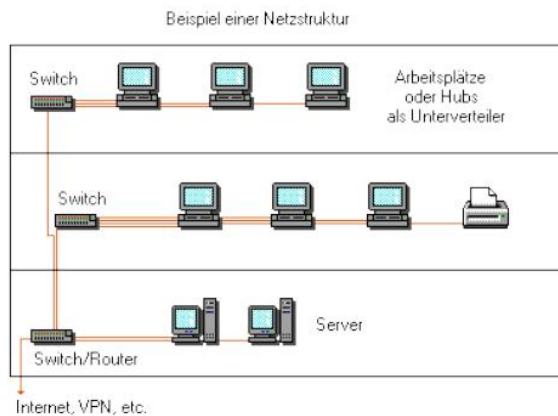 Beispiel einer Netzstruktur
Switch
Arbeitsplätze
oder Hubs
als Unterverteiler
Switch
Server
Switch/Router
Internet, VPN, etc.